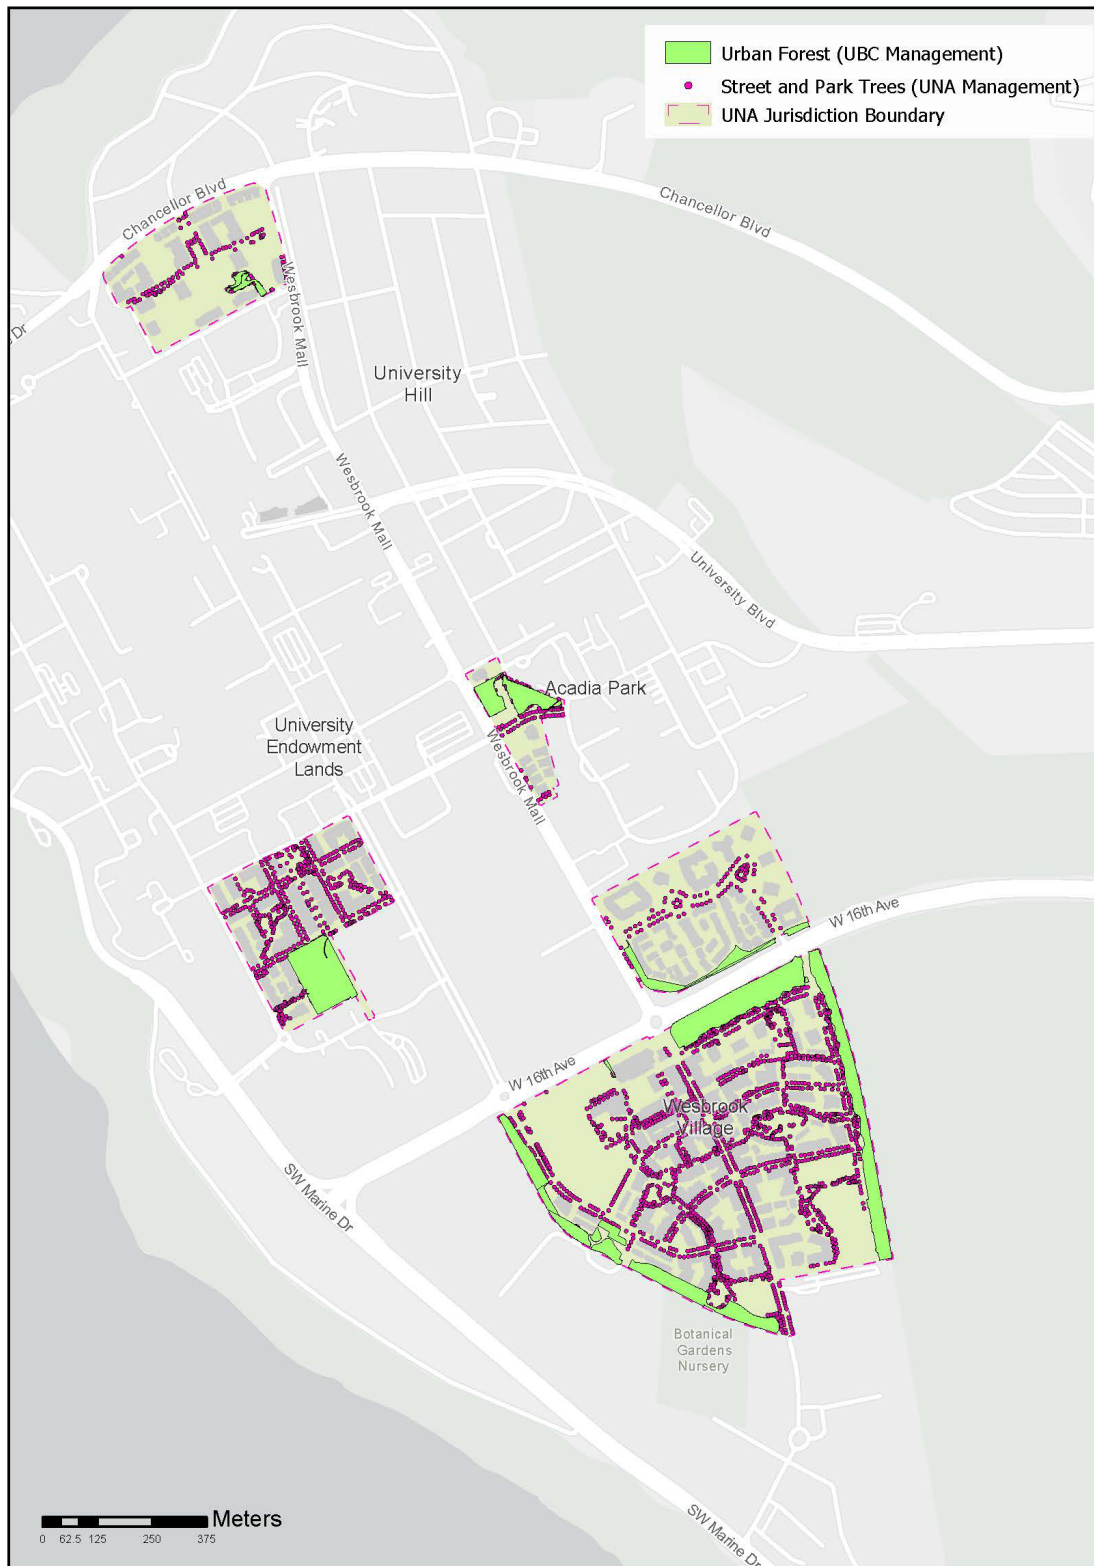 Urban Forest (UBC Management)
Street and Park Trees (UNA Management)
UNA Jurisdiction Boundary
Chancellor Blvd
Chancellor Blvd
Wesbrook Mall
e Dr
University
Hill
Wesbrook Mall
University Blvd
Acadia Park
University
Endowment
Lands
Wesbrook Mall
W 16th Ave
W 16th Ave
Wesbrook
Village
SW Marine Dr
Botanical
Gardens
Nursery
SW Marine Dr
Meters
0 62.5 125 250 375